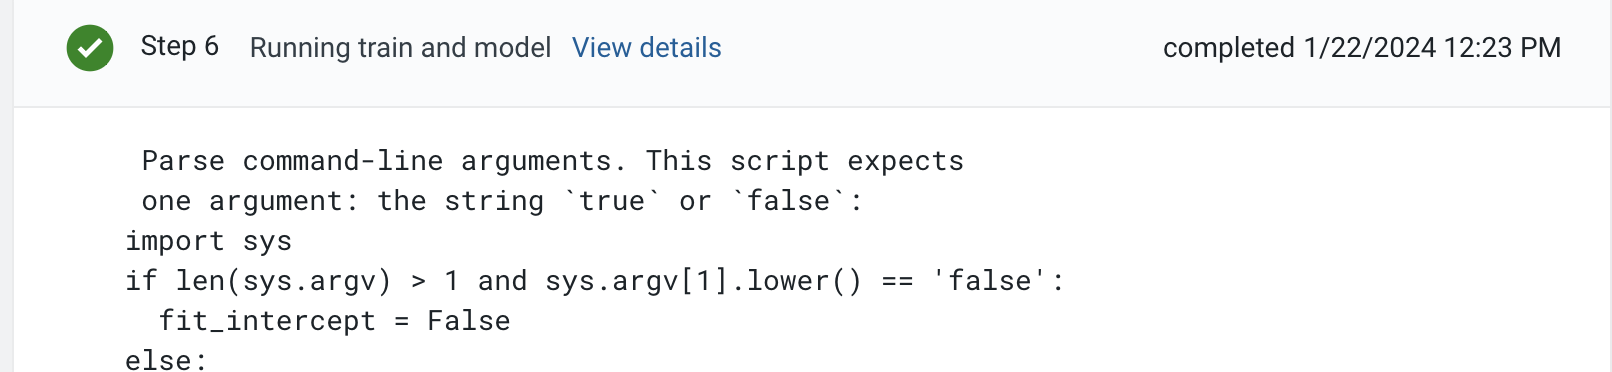 Step 6 Running train and model View details completed 1/22/2024 12:23 PM
Parse command-line arguments. This script expects
one argument: the string `true` or `false`:
import sys
if len(sys.argv) > 1 and sys.argv[1].lower() == 'false':
fit_intercept = False
else: